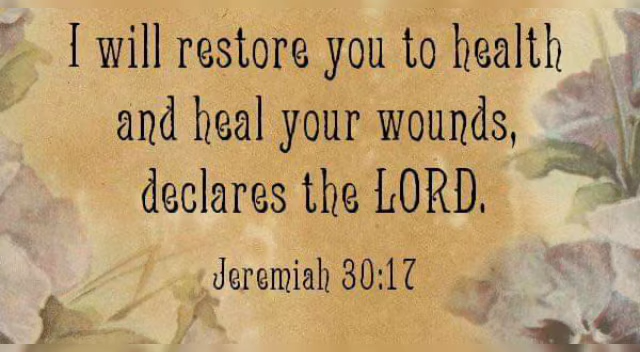 I will restore you to health
and heal your wounds,
declares the LORD.
Jeremiah 30:17